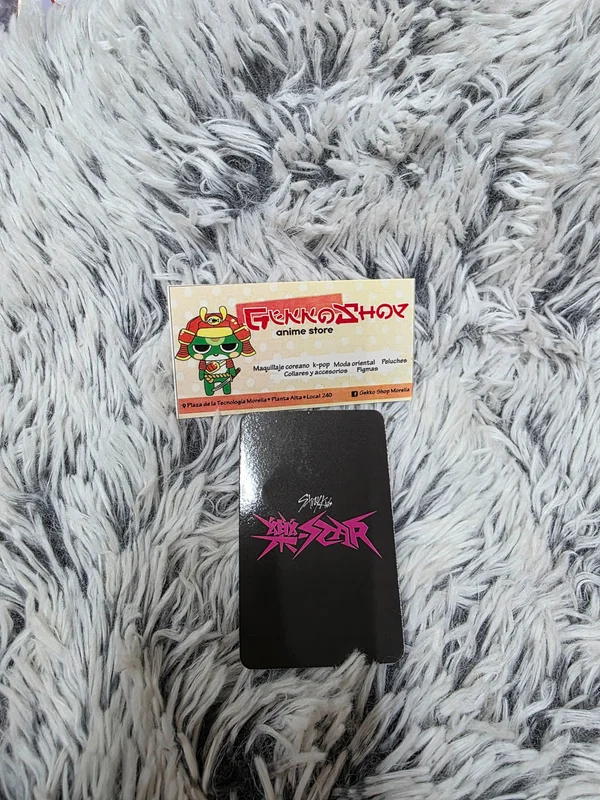 GEKKOSHOP
anime store
Maquillaje coreano k-pop Moda oriental Peluches
Collares y accesorios Figmas
Plaza de la Tecnología Morelia • Planta Alta • Local 240
Gekko Shop Morelia
Stray Kids
樂-STAR